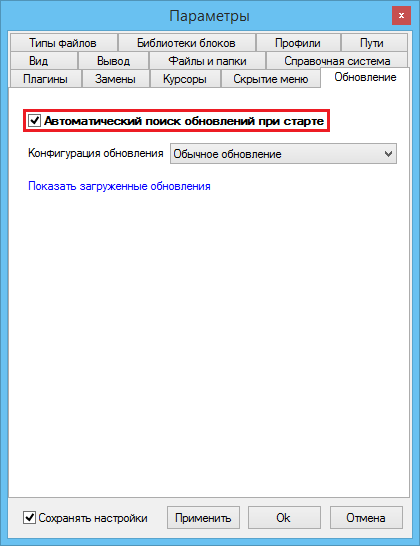 Параметры
Типы файлов Библиотеки блоков Профили Пути
Вид Вывод Файлы и папки Справочная система
Плагины Замены Курсоры Скрытие меню Обновление
Автоматический поиск обновлений при старте
Конфигурация обновления Обычное обновление
Показать загруженные обновления
Сохранять настройки Применить Ok Отмена